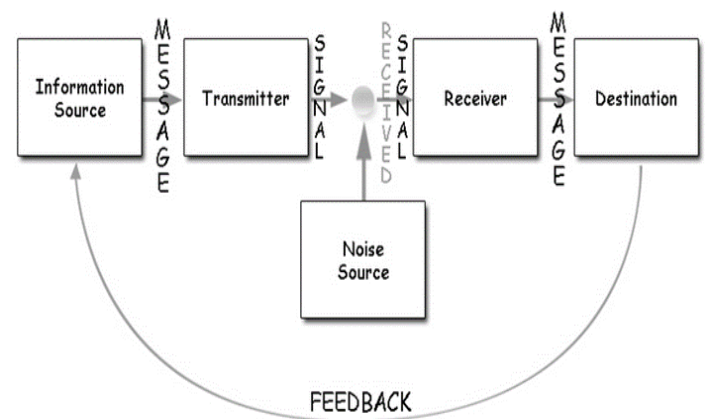 Information
Source
MESSAGE
Transmitter
SIGNAL
RECEIVED
SIGNAL
Receiver
MESSAGE
Destination
Noise
Source
FEEDBACK